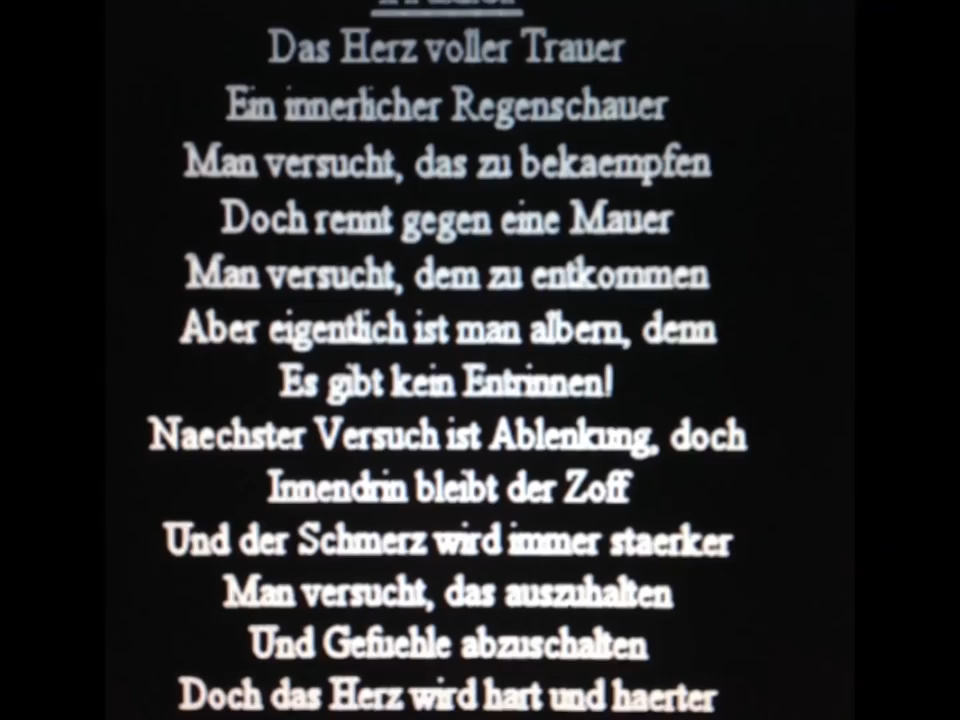 Das Herz voller Trauer
Ein innerlicher Regenschauer
Man versucht, das zu bekaempfen
Doch rennt gegen eine Mauer
Man versucht, dem zu entkommen
Aber eigentlich ist man albern, denn
Es gibt kein Entrinnen!
Naechster Versuch ist Ablenkung, doch
Innendrin bleibt der Zoff
Und der Schmerz wird immer staerker
Man versucht, das auszuhalten
Und Gefuehle abzuschalten
Doch das Herz wird hart und haerter